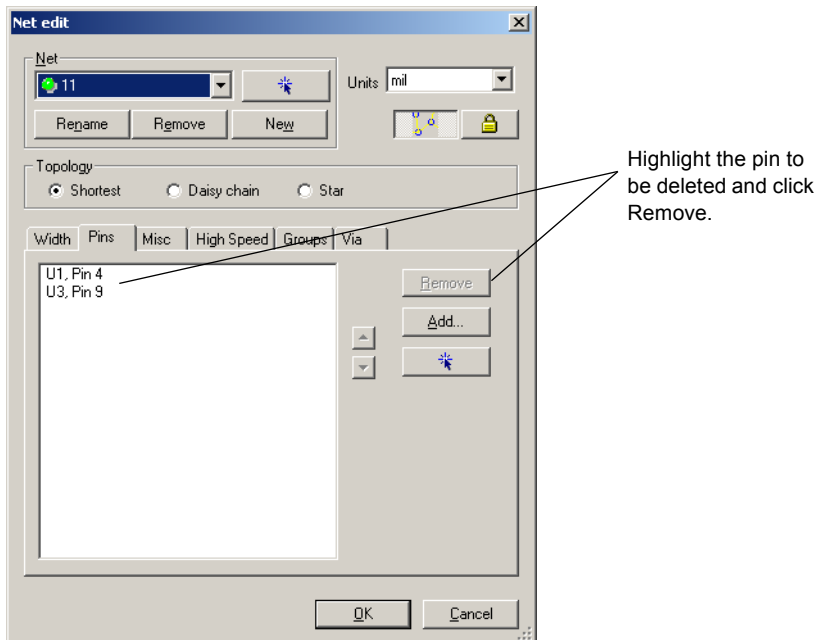 Net edit
Net
11
Units mil
Rename Remove New
Topology
Shortest Daisy chain Star
Width Pins Misc High Speed Groups Via
U1, Pin 4
U3, Pin 9
Remove
Add...
OK Cancel
Highlight the pin to
be deleted and click
Remove.